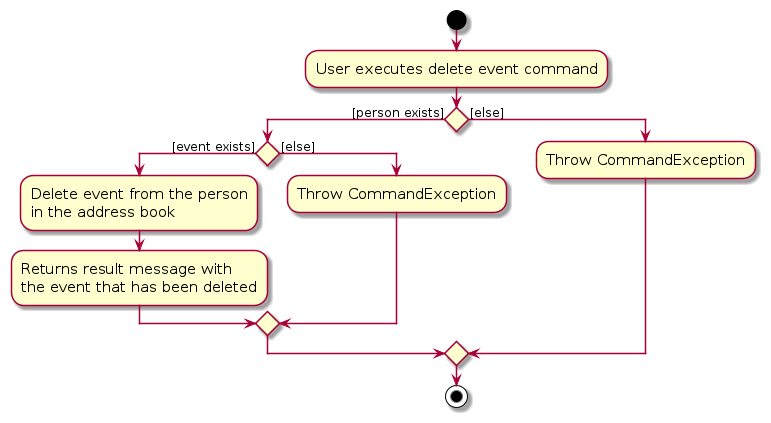 User executes delete event command
[person exists]
[else]
[event exists]
[else]
Throw CommandException
Delete event from the person
in the address book
Throw CommandException
Returns result message with
the event that has been deleted